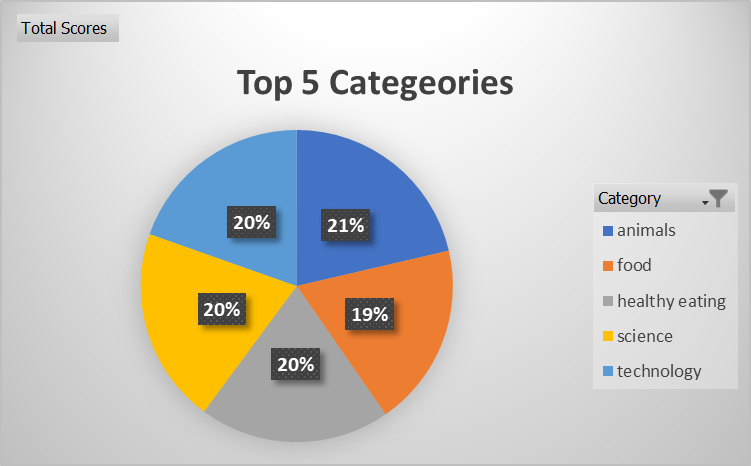 Total Scores
Top 5 Categeories
21%
19%
20%
20%
20%
Category
animals
food
healthy eating
science
technology